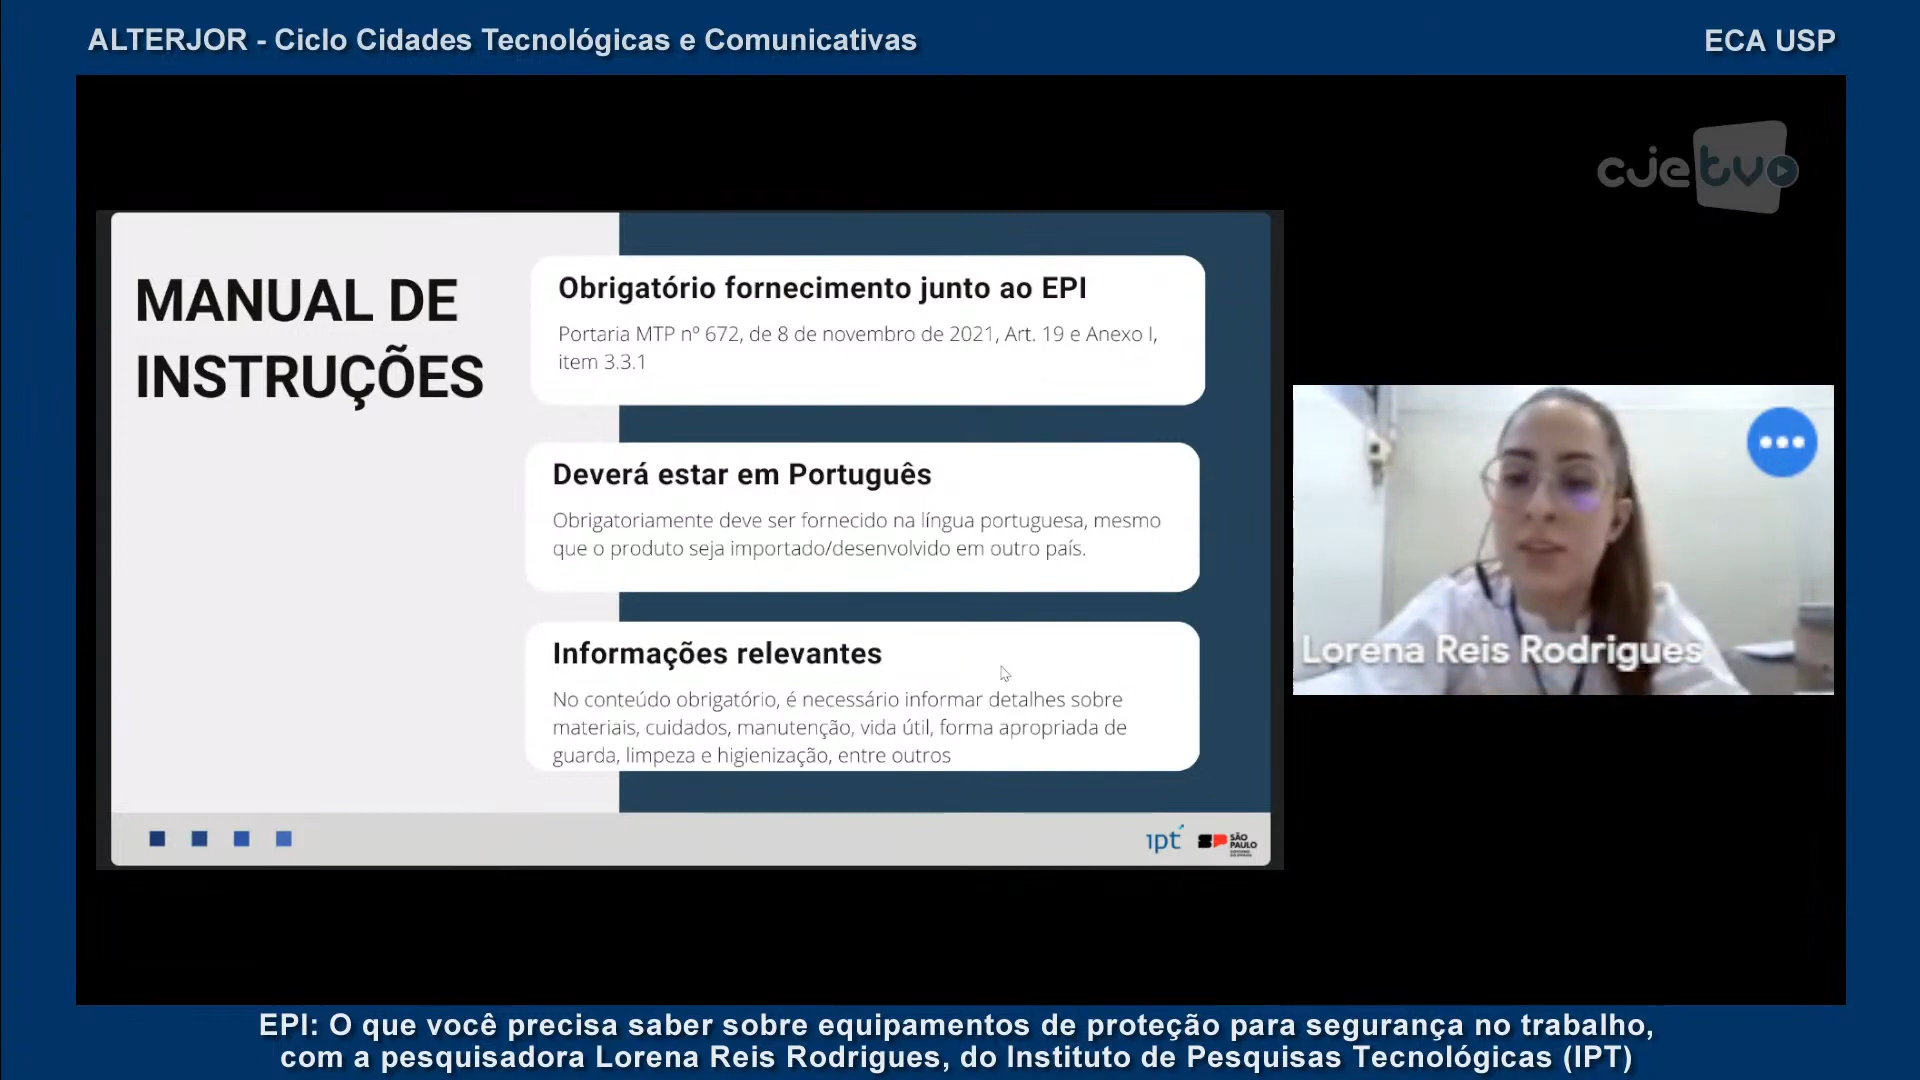 ALTERJOR - Ciclo Cidades Tecnológicas e Comunicativas
ECA USP
cjetv
MANUAL DE
INSTRUÇÕES
Obrigatório fornecimento junto ao EPI
Portaria MTP nº 672, de 8 de novembro de 2021, Art. 19 e Anexo I,
item 3.3.1
Deverá estar em Português
Obrigatoriamente deve ser fornecido na língua portuguesa, mesmo
que o produto seja importado/desenvolvido em outro país.
Informações relevantes
No conteúdo obrigatório, é necessário informar detalhes sobre
materiais, cuidados, manutenção, vida útil, forma apropriada de
guarda, limpeza e higienização, entre outros
ipt
SP
SÃO
PAULO
Lorena Reis Rodrigues
EPI: O que você precisa saber sobre equipamentos de proteção para segurança no trabalho,
com a pesquisadora Lorena Reis Rodrigues, do Instituto de Pesquisas Tecnológicas (IPT)